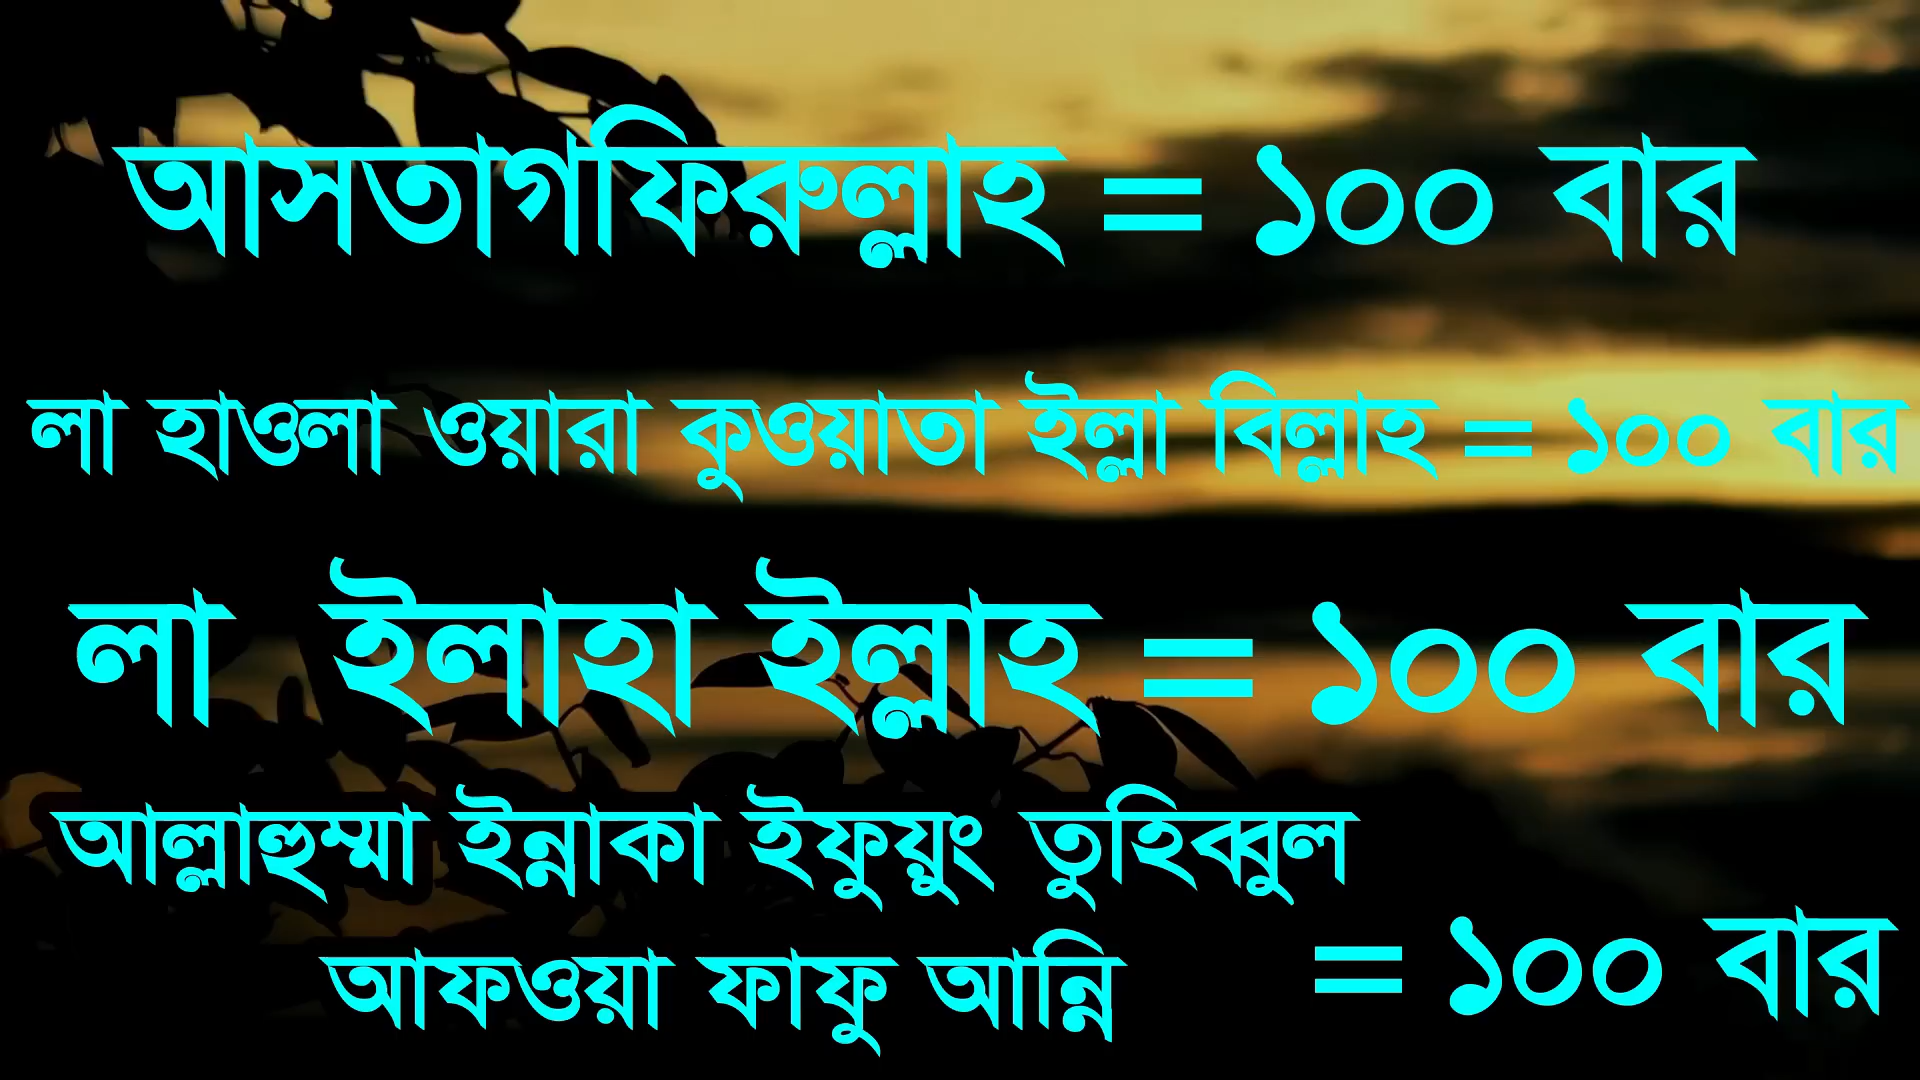 আসতাগফিরুল্লাহ = ১০০ বার
লা হাওলা ওয়ারা কুওয়াতা ইল্লা বিল্লাহ = ১০০ বার
লা ইলাহা ইল্লাহ = ১০০ বার
আল্লাহুম্মা ইন্নাকা ইফুয়ুং তুহিব্বুল
আফওয়া ফাফু আন্নি = ১০০ বার